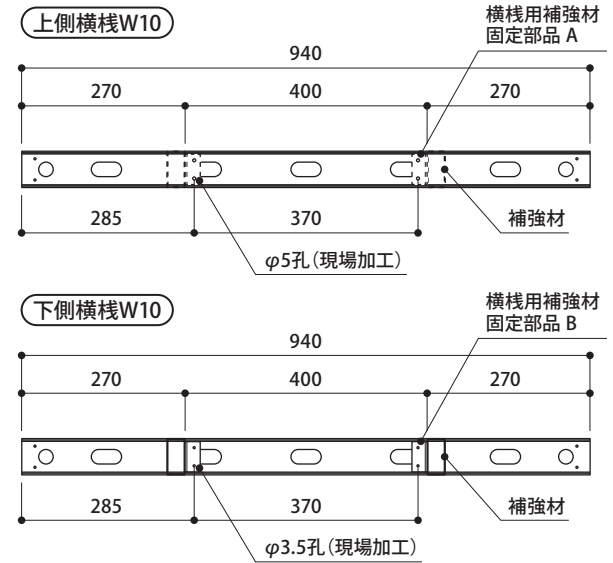 上側横桟W10
横桟用補強材
固定部品 A
940
270
400
270
285
370
補強材
φ5孔（現場加工）
下側横桟W10
横桟用補強材
固定部品 B
940
270
400
270
285
370
補強材
φ3.5孔（現場加工）